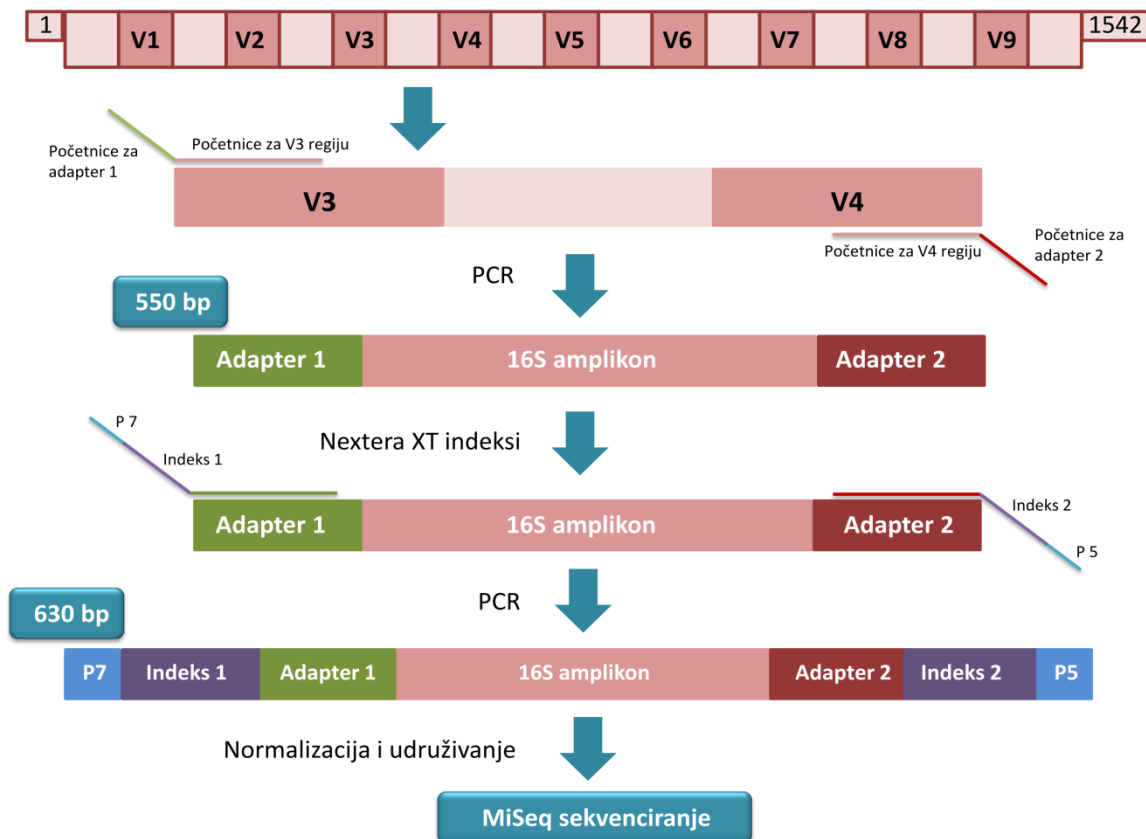 1 V1 V2 V3 V4 V5 V6 V7 V8 V9 1542
Početnice za
adapter 1
Početnice za V3 regiju
V3 V4
Početnice za V4 regiju
Početnice za
adapter 2
PCR
550 bp
Adapter 1 16S amplikon Adapter 2
P 7
Indeks 1
Nextera XT indeksi
Adapter 1 16S amplikon Adapter 2
Indeks 2
P 5
PCR
630 bp
P7 Indeks 1 Adapter 1 16S amplikon Adapter 2 Indeks 2 P5
Normalizacija i udruživanje
MiSeq sekvenciranje